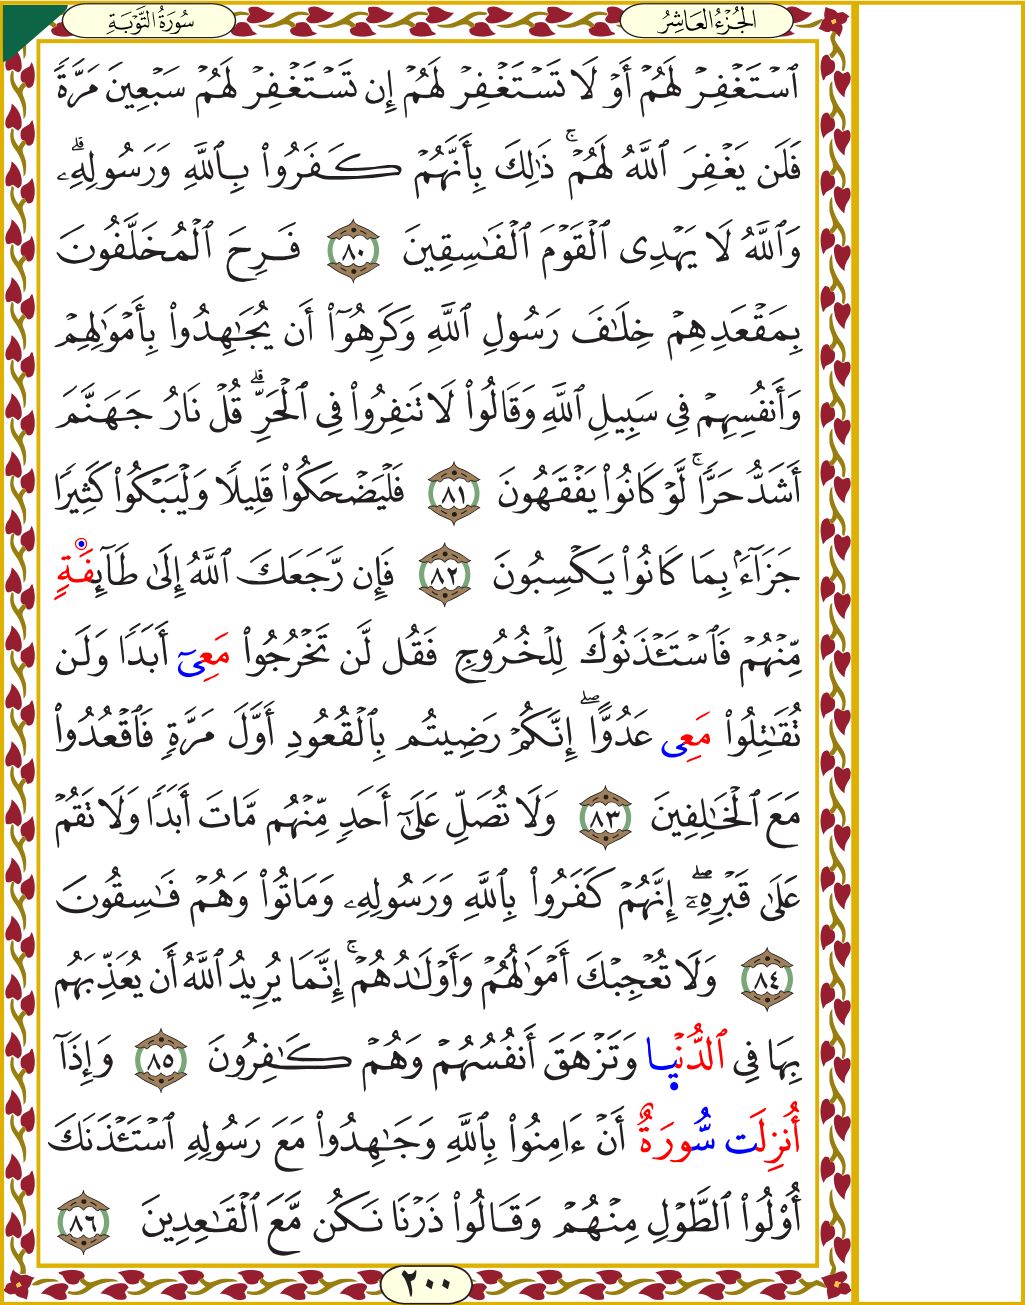 الجُزْءُ العَاشِرُ
سُورَةُ التَّوْبَةِ
ٱسْتَغْفِرْ لَهُمْ أَوْ لَا تَسْتَغْفِرْ لَهُمْ إِن تَسْتَغْفِرْ لَهُمْ سَبْعِينَ مَرَّةً
فَلَن يَغْفِرَ ٱللَّهُ لَهُمْ ۚ ذَٰلِكَ بِأَنَّهُمْ كَفَرُوا۟ بِٱللَّهِ وَرَسُولِهِۦ ۗ
وَٱللَّهُ لَا يَهْدِى ٱلْقَوْمَ ٱلْفَـٰسِقِينَ ٨٠ فَرِحَ ٱلْمُخَلَّفُونَ
بِمَقْعَدِهِمْ خِلَـٰفَ رَسُولِ ٱللَّهِ وَكَرِهُوٓا۟ أَن يُجَـٰهِدُوا۟ بِأَمْوَٰلِهِمْ
وَأَنفُسِهِمْ فِى سَبِيلِ ٱللَّهِ وَقَالُوا۟ لَا تَنفِرُوا۟ فِى ٱلْحَرِّ ۗ قُلْ نَارُ جَهَنَّمَ
أَشَدُّ حَرًّا ۚ لَّوْ كَانُوا۟ يَفْقَهُونَ ٨١ فَلْيَضْحَكُوا۟ قَلِيلًا وَلْيَبْكُوا۟ كَثِيرًا
جَزَآءًۢ بِمَا كَانُوا۟ يَكْسِبُونَ ٨٢ فَإِن رَّجَعَكَ ٱللَّهُ إِلَىٰ طَآئِفَةٍ
مِّنْهُمْ فَٱسْتَـْٔذَنُوكَ لِلْخُرُوجِ فَقُل لَّن تَخْرُجُوا۟ مَعِىٓ أَبَدًا وَلَن
تُقَـٰتِلُوا۟ مَعِى عَدُوًّا ۖ إِنَّكُمْ رَضِيتُم بِٱلْقُعُودِ أَوَّلَ مَرَّةٍ فَٱقْعُدُوا۟
مَعَ ٱلْخَـٰلِفِينَ ٨٣ وَلَا تُصَلِّ عَلَىٰٓ أَحَدٍ مِّنْهُم مَّاتَ أَبَدًا وَلَا تَقُمْ
عَلَىٰ قَبْرِهِۦٓ ۖ إِنَّهُمْ كَفَرُوا۟ بِٱللَّهِ وَرَسُولِهِۦ وَمَاتُوا۟ وَهُمْ فَـٰسِقُونَ
٨٤ وَلَا تُعْجِبْكَ أَمْوَٰلُهُمْ وَأَوْلَـٰدُهُمْ ۚ إِنَّمَا يُرِيدُ ٱللَّهُ أَن يُعَذِّبَهُم
بِهَا فِى ٱلدُّنْيَا وَتَزْهَقَ أَنفُسُهُمْ وَهُمْ كَـٰفِرُونَ ٨٥ وَإِذَآ
أُنزِلَت سُّورَةٌ أَنْ ءَامِنُوا۟ بِٱللَّهِ وَجَـٰهِدُوا۟ مَعَ رَسُولِهِ ٱسْتَـْٔذَنَكَ
أُو۟لُوا۟ ٱلطَّوْلِ مِنْهُمْ وَقَالُوا۟ ذَرْنَا نَكُن مَّعَ ٱلْقَـٰعِدِينَ ٨٦
٢٠٠